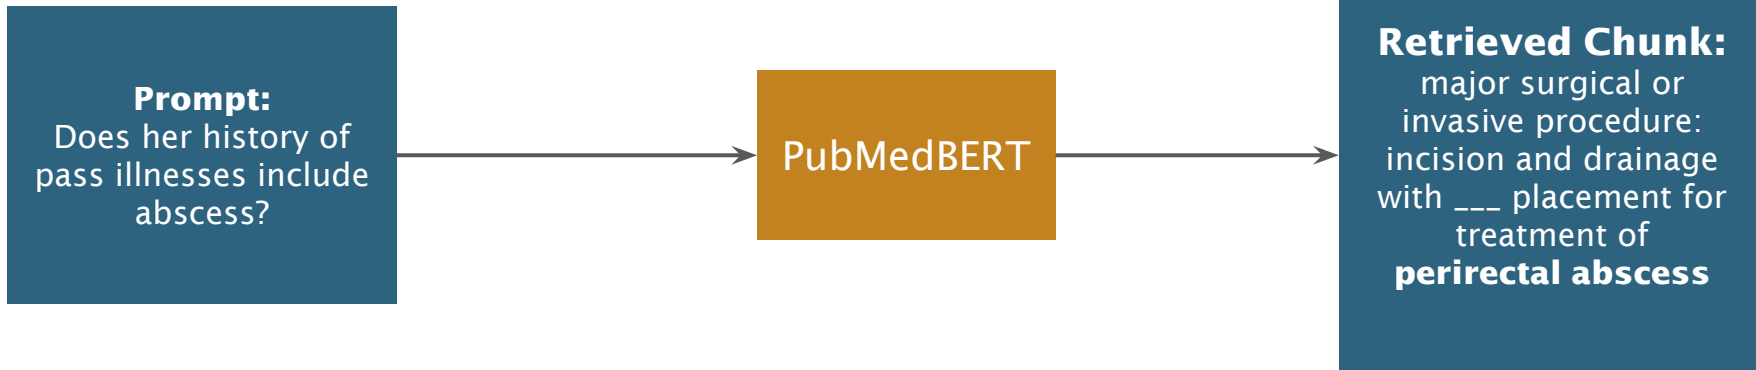 Prompt:
Does her history of
pass illnesses include
abscess?
PubMedBERT
Retrieved Chunk:
major surgical or
invasive procedure:
incision and drainage
with ___ placement for
treatment of
perirectal abscess